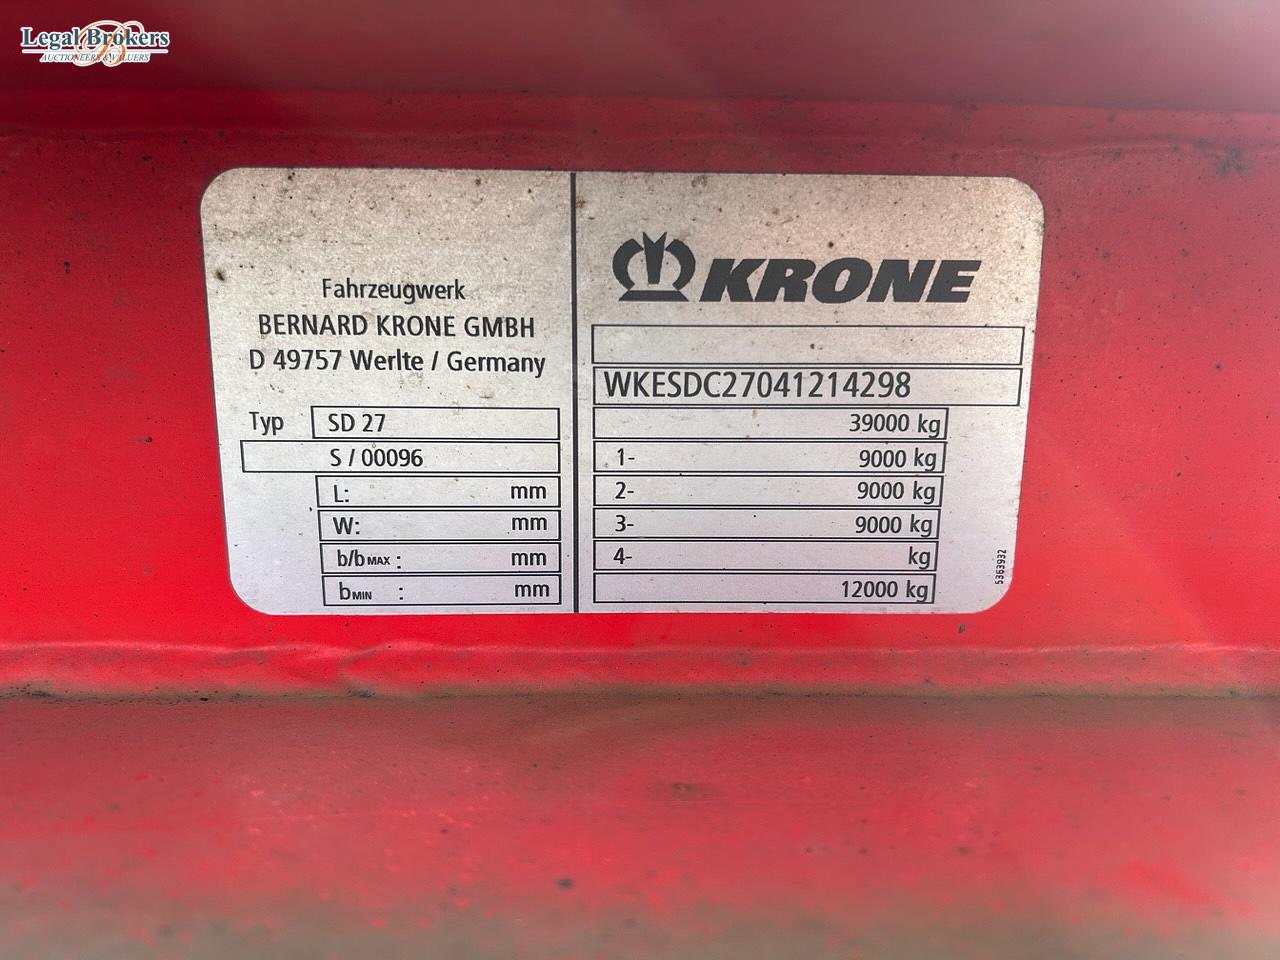 Legal Brokers
AUCTIONEERS & VALUERS
Fahrzeugwerk
BERNARD KRONE GMBH
D 49757 Werlte / Germany
Typ SD 27
S / 00096
L: mm
W: mm
b/bMAX : mm
bMIN : mm
KRONE
WKESDC27041214298
39000 kg
1- 9000 kg
2- 9000 kg
3- 9000 kg
4- kg
12000 kg
5363932